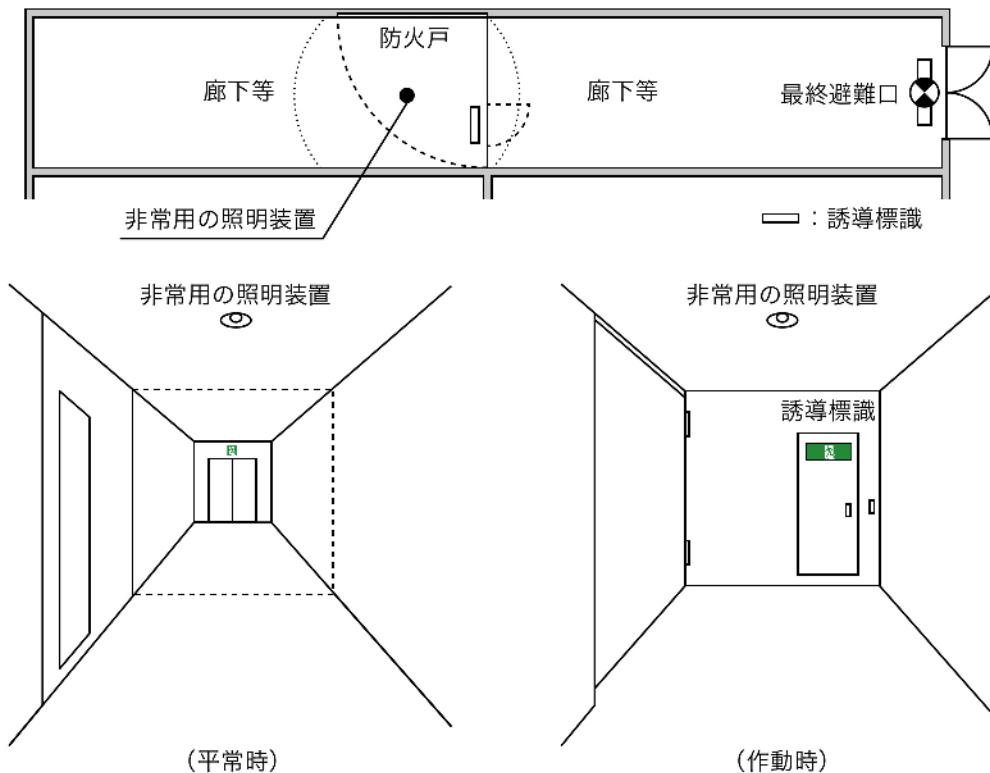 防火戸
廊下等
廊下等
最終避難口
非常用の照明装置
：誘導標識
非常用の照明装置
(平常時)
非常用の照明装置
誘導標識
(作動時)